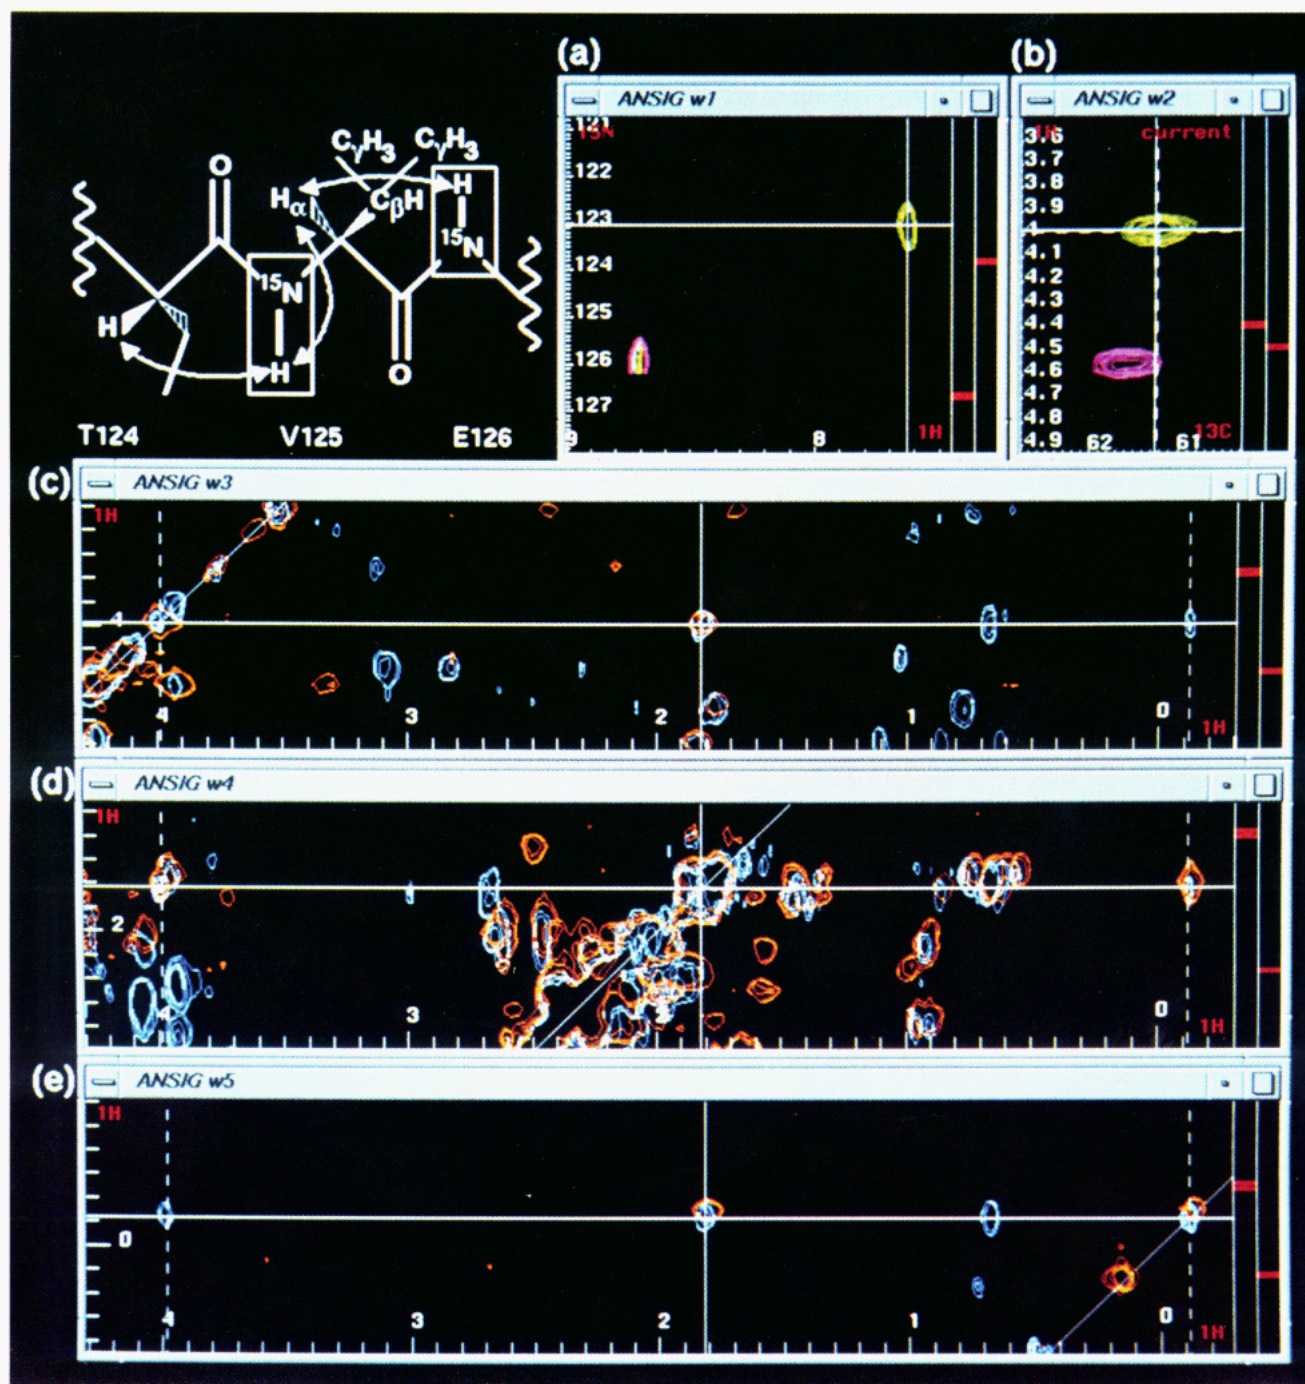 (a)
(b)
ANSIG w1
ANSIG w2
15N
121
122
123
124
125
126
127
9
8
1H
1H
current
3.6
3.7
3.8
3.9
4
4.1
4.2
4.3
4.4
4.5
4.6
4.7
4.8
4.9
62
61
13C
CγH3
CγH3
O
H
Hα
CβH
15N
15N
H
H
O
T124
V125
E126
(c)
ANSIG w3
1H
4
4
3
2
1
0
1H
(d)
ANSIG w4
1H
2
4
3
2
0
1H
(e)
ANSIG w5
1H
0
4
3
2
1
0
1H